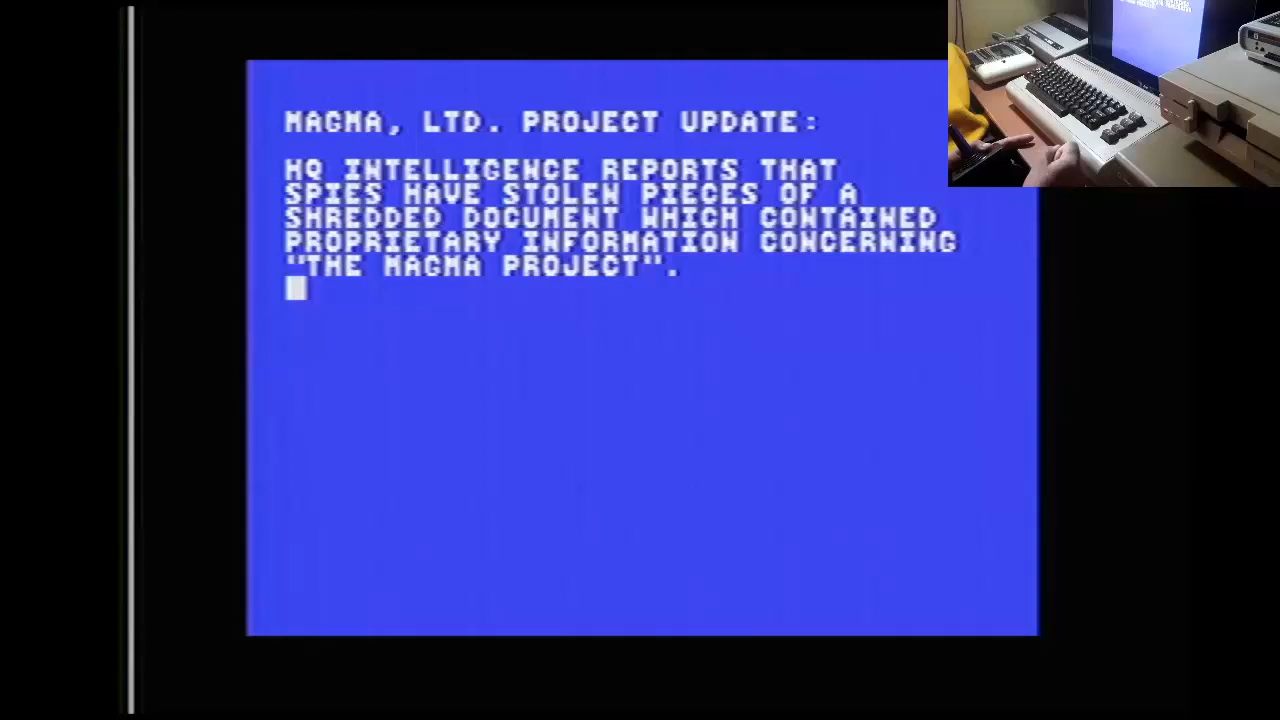 MAGMA, LTD. PROJECT UPDATE:
HQ INTELLIGENCE REPORTS THAT
SPIES HAVE STOLEN PIECES OF A
SHREDDED DOCUMENT WHICH CONTAINED
PROPRIETARY INFORMATION CONCERNING
"THE MAGMA PROJECT".